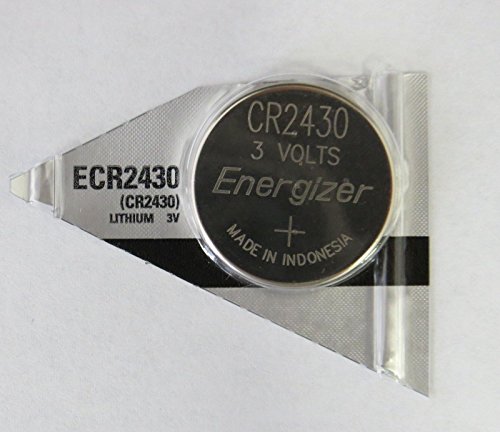 ECR2430
(CR2430)
LITHIUM 3V
CR2430
3 VOLTS
Energizer
+
MADE IN INDONESIA